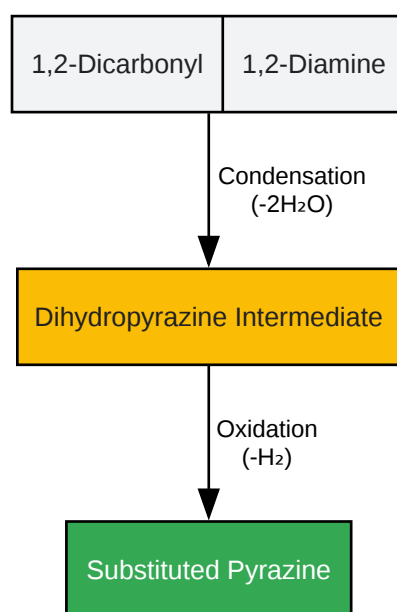 1,2-Dicarbonyl 1,2-Diamine
Condensation
(-2H₂O)
Dihydropyrazine Intermediate
Oxidation
(-H₂)
Substituted Pyrazine